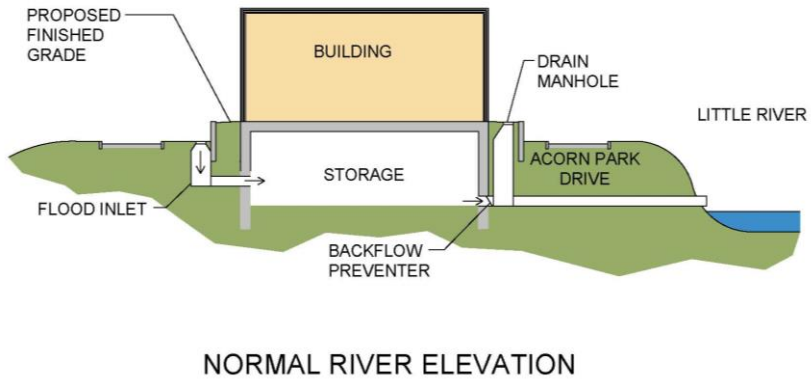 PROPOSED
FINISHED
GRADE
BUILDING
DRAIN
MANHOLE
LITTLE RIVER
STORAGE
ACORN PARK
DRIVE
FLOOD INLET
BACKFLOW
PREVENTER
NORMAL RIVER ELEVATION